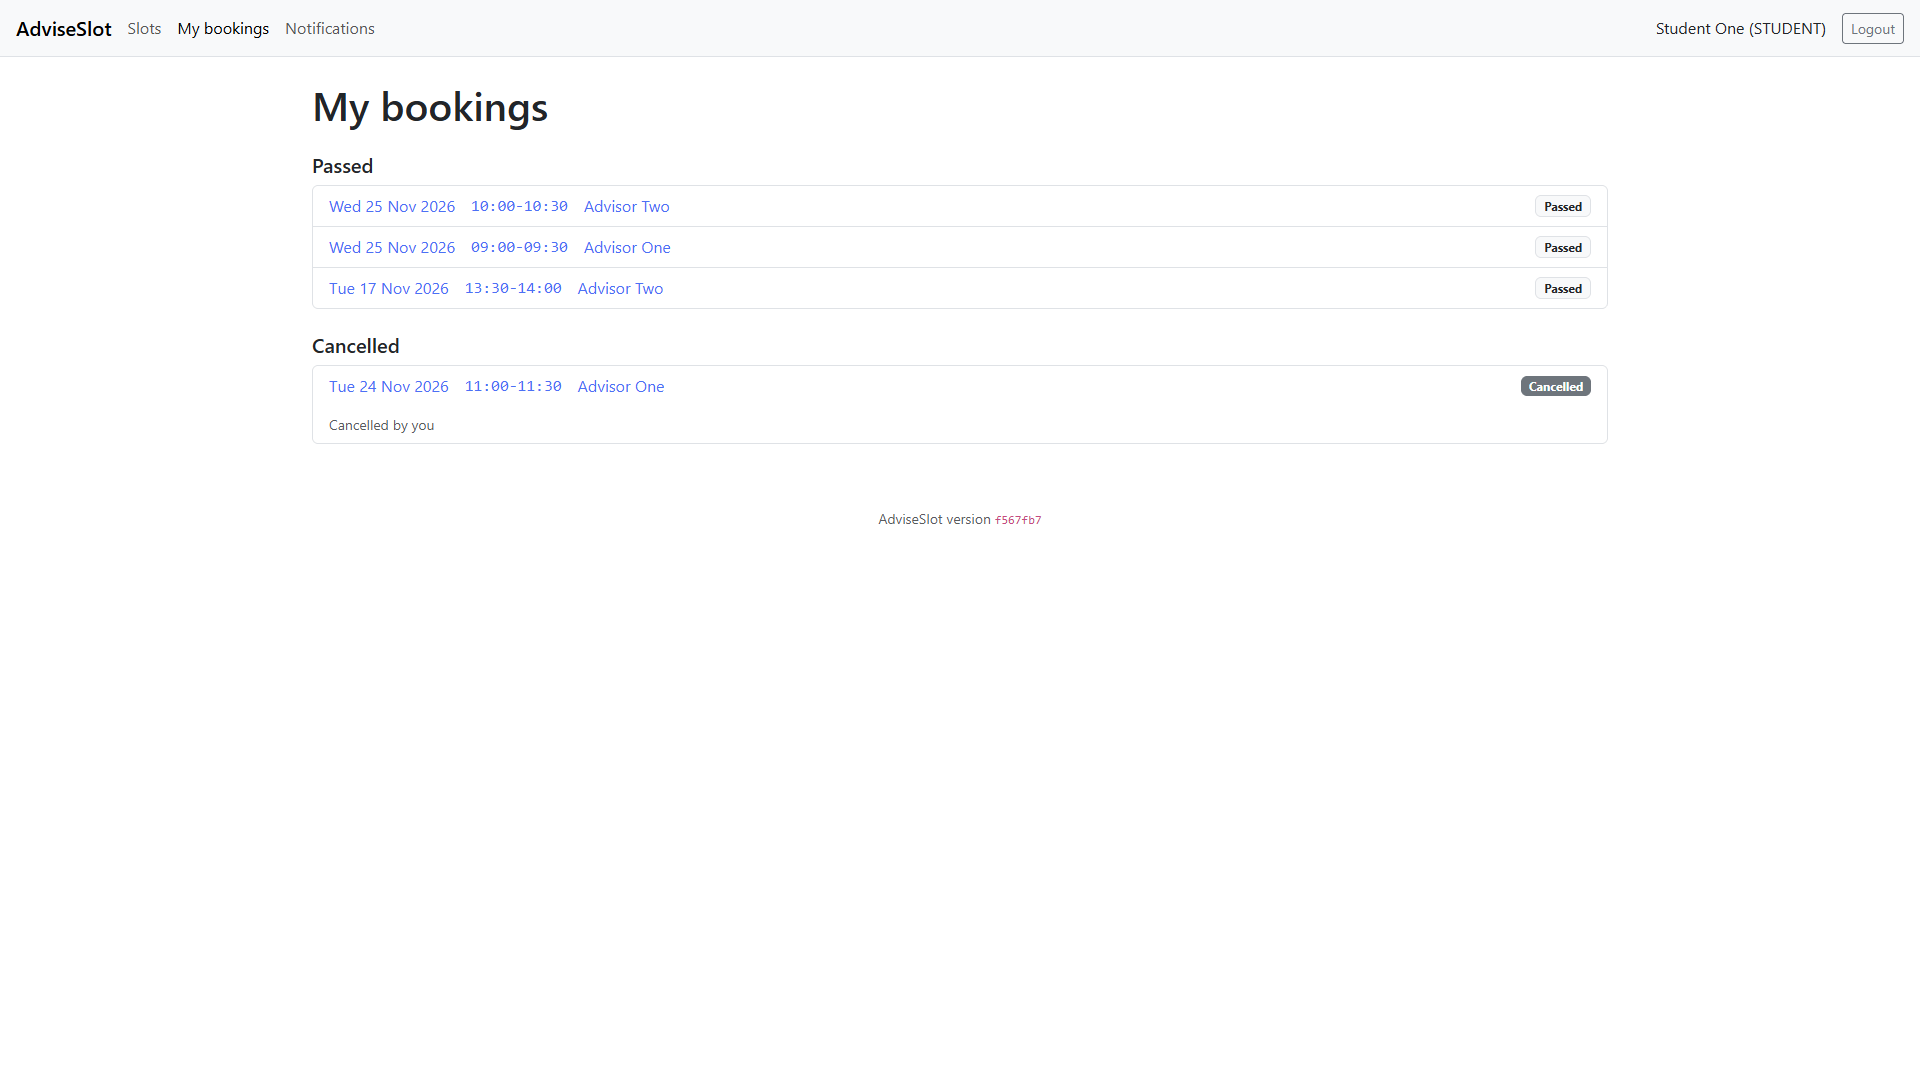 AdviseSlot Slots My bookings Notifications Student One (STUDENT) Logout
My bookings
Passed
Wed 25 Nov 2026 10:00-10:30 Advisor Two Passed
Wed 25 Nov 2026 09:00-09:30 Advisor One Passed
Tue 17 Nov 2026 13:30-14:00 Advisor Two Passed
Cancelled
Tue 24 Nov 2026 11:00-11:30 Advisor One Cancelled
Cancelled by you
AdviseSlot version f567fb7